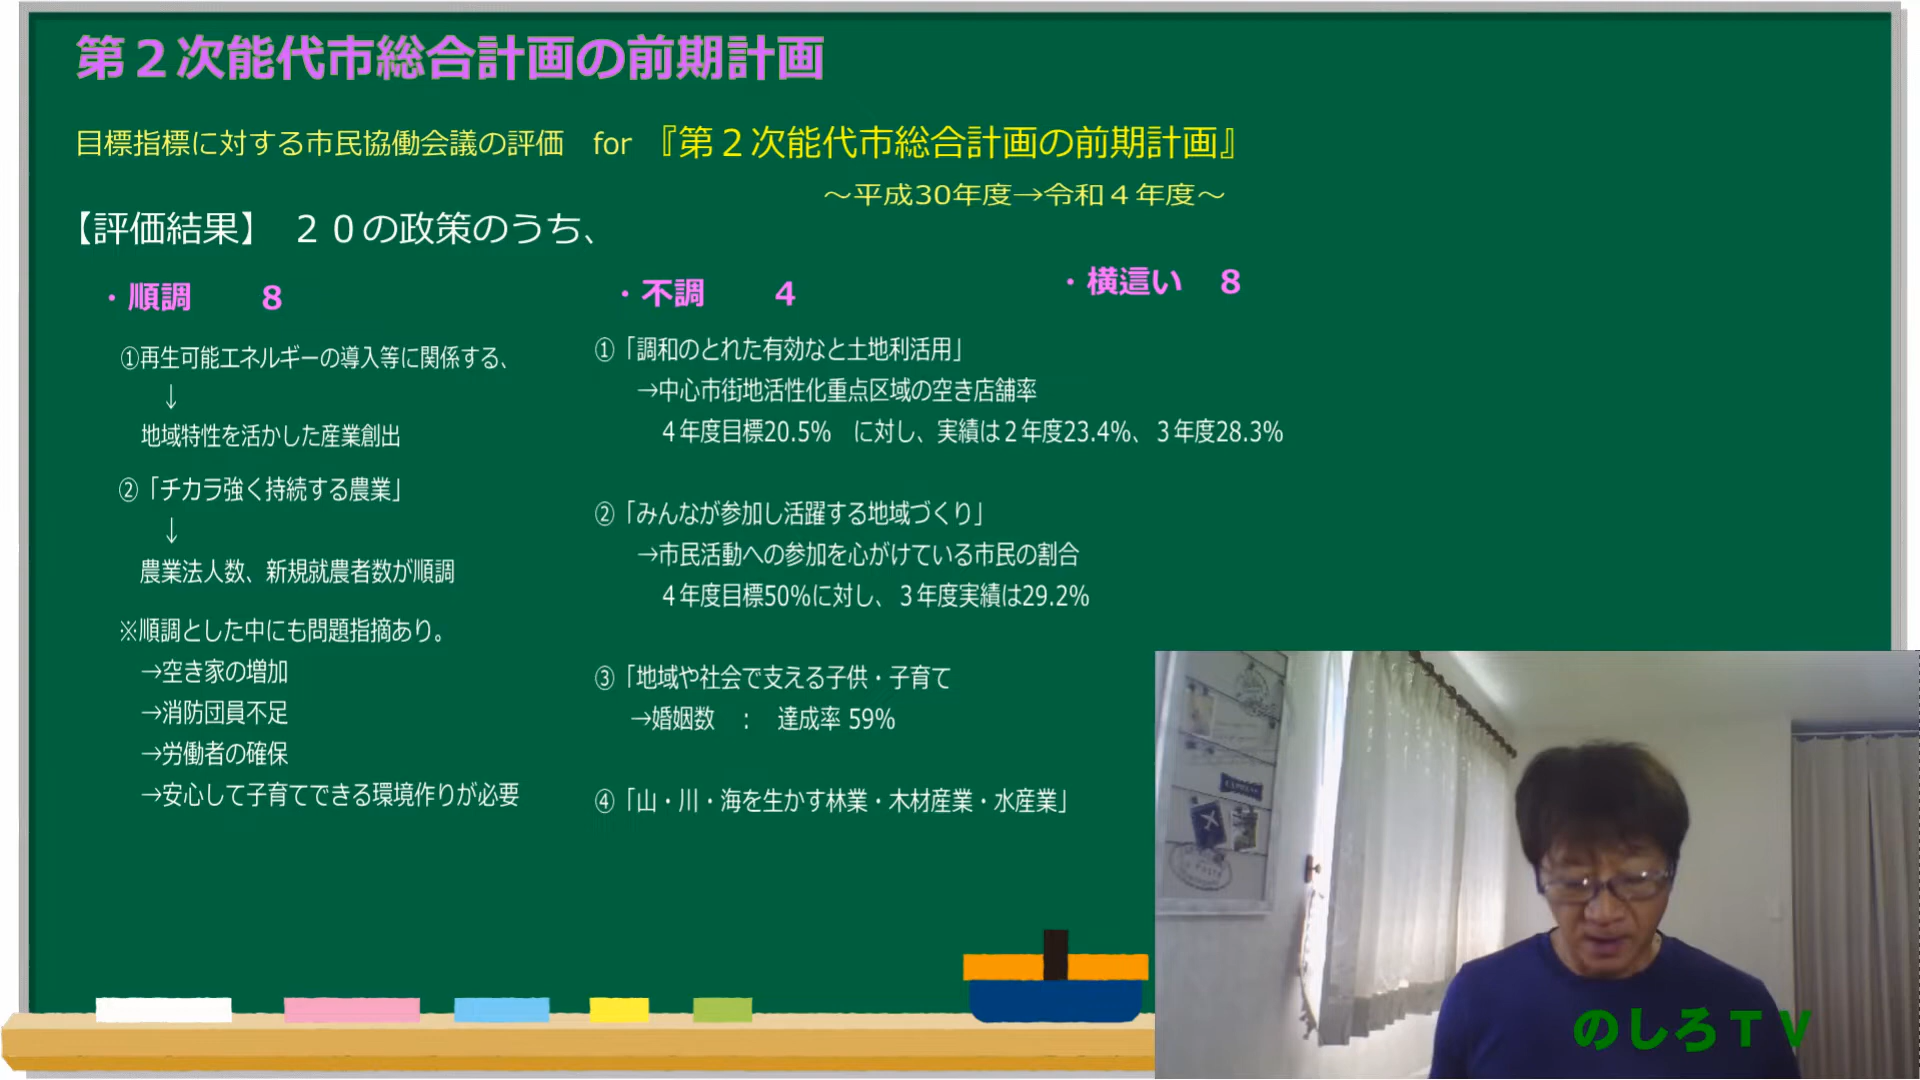 第２次能代市総合計画の前期計画
目標指標に対する市民協働会議の評価　for 『第２次能代市総合計画の前期計画』
～平成30年度→令和４年度～
【評価結果】　２０の政策のうち、
・順調　　8
①再生可能エネルギーの導入等に関係する、
↓
地域特性を活かした産業創出
②「チカラ強く持続する農業」
↓
農業法人数、新規就農者数が順調
※順調とした中にも問題指摘あり。
→空き家の増加
→消防団員不足
→労働者の確保
→安心して子育てできる環境作りが必要
・不調　　4
①「調和のとれた有効なと土地利活用」
→中心市街地活性化重点区域の空き店舗率
４年度目標20.5%　に対し、実績は２年度23.4%、３年度28.3%
②「みんなが参加し活躍する地域づくり」
→市民活動への参加を心がけている市民の割合
４年度目標50%に対し、３年度実績は29.2%
③「地域や社会で支える子供・子育て
→婚姻数　：　達成率 59%
④「山・川・海を生かす林業・木材産業・水産業」
・横這い　8
のしろＴＶ